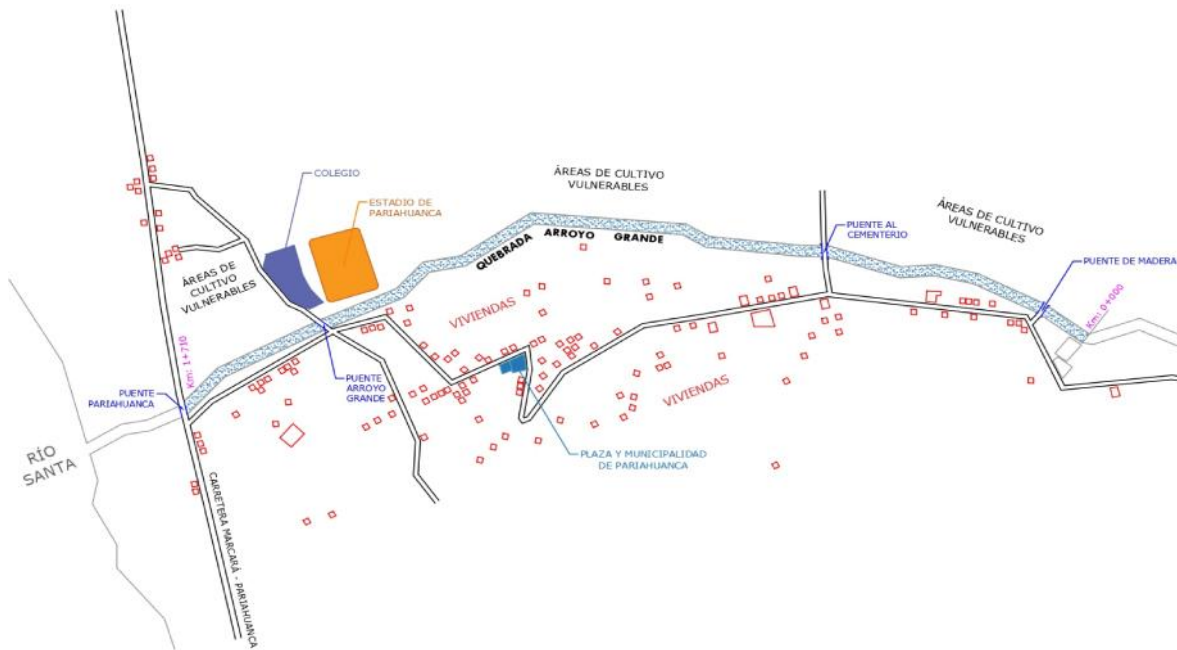 ÁREAS DE CULTIVO
VULNERABLES
COLEGIO
ESTADIO DE
PARIAHUANCA
ÁREAS DE CULTIVO
VULNERABLES
PUENTE AL
CEMENTERIO
QUEBRADA ARROYO GRANDE
PUENTE DE MADERA
ÁREAS DE
CULTIVO
VULNERABLES
Km: 0+000
VIVIENDAS
Km: 1+710
PUENTE
PARIAHUANCA
PUENTE
ARROYO
GRANDE
VIVIENDAS
PLAZA Y MUNICIPALIDAD
DE PARIAHUANCA
RÍO
SANTA
CARRETERA MARCARÁ - PARIAHUANCA